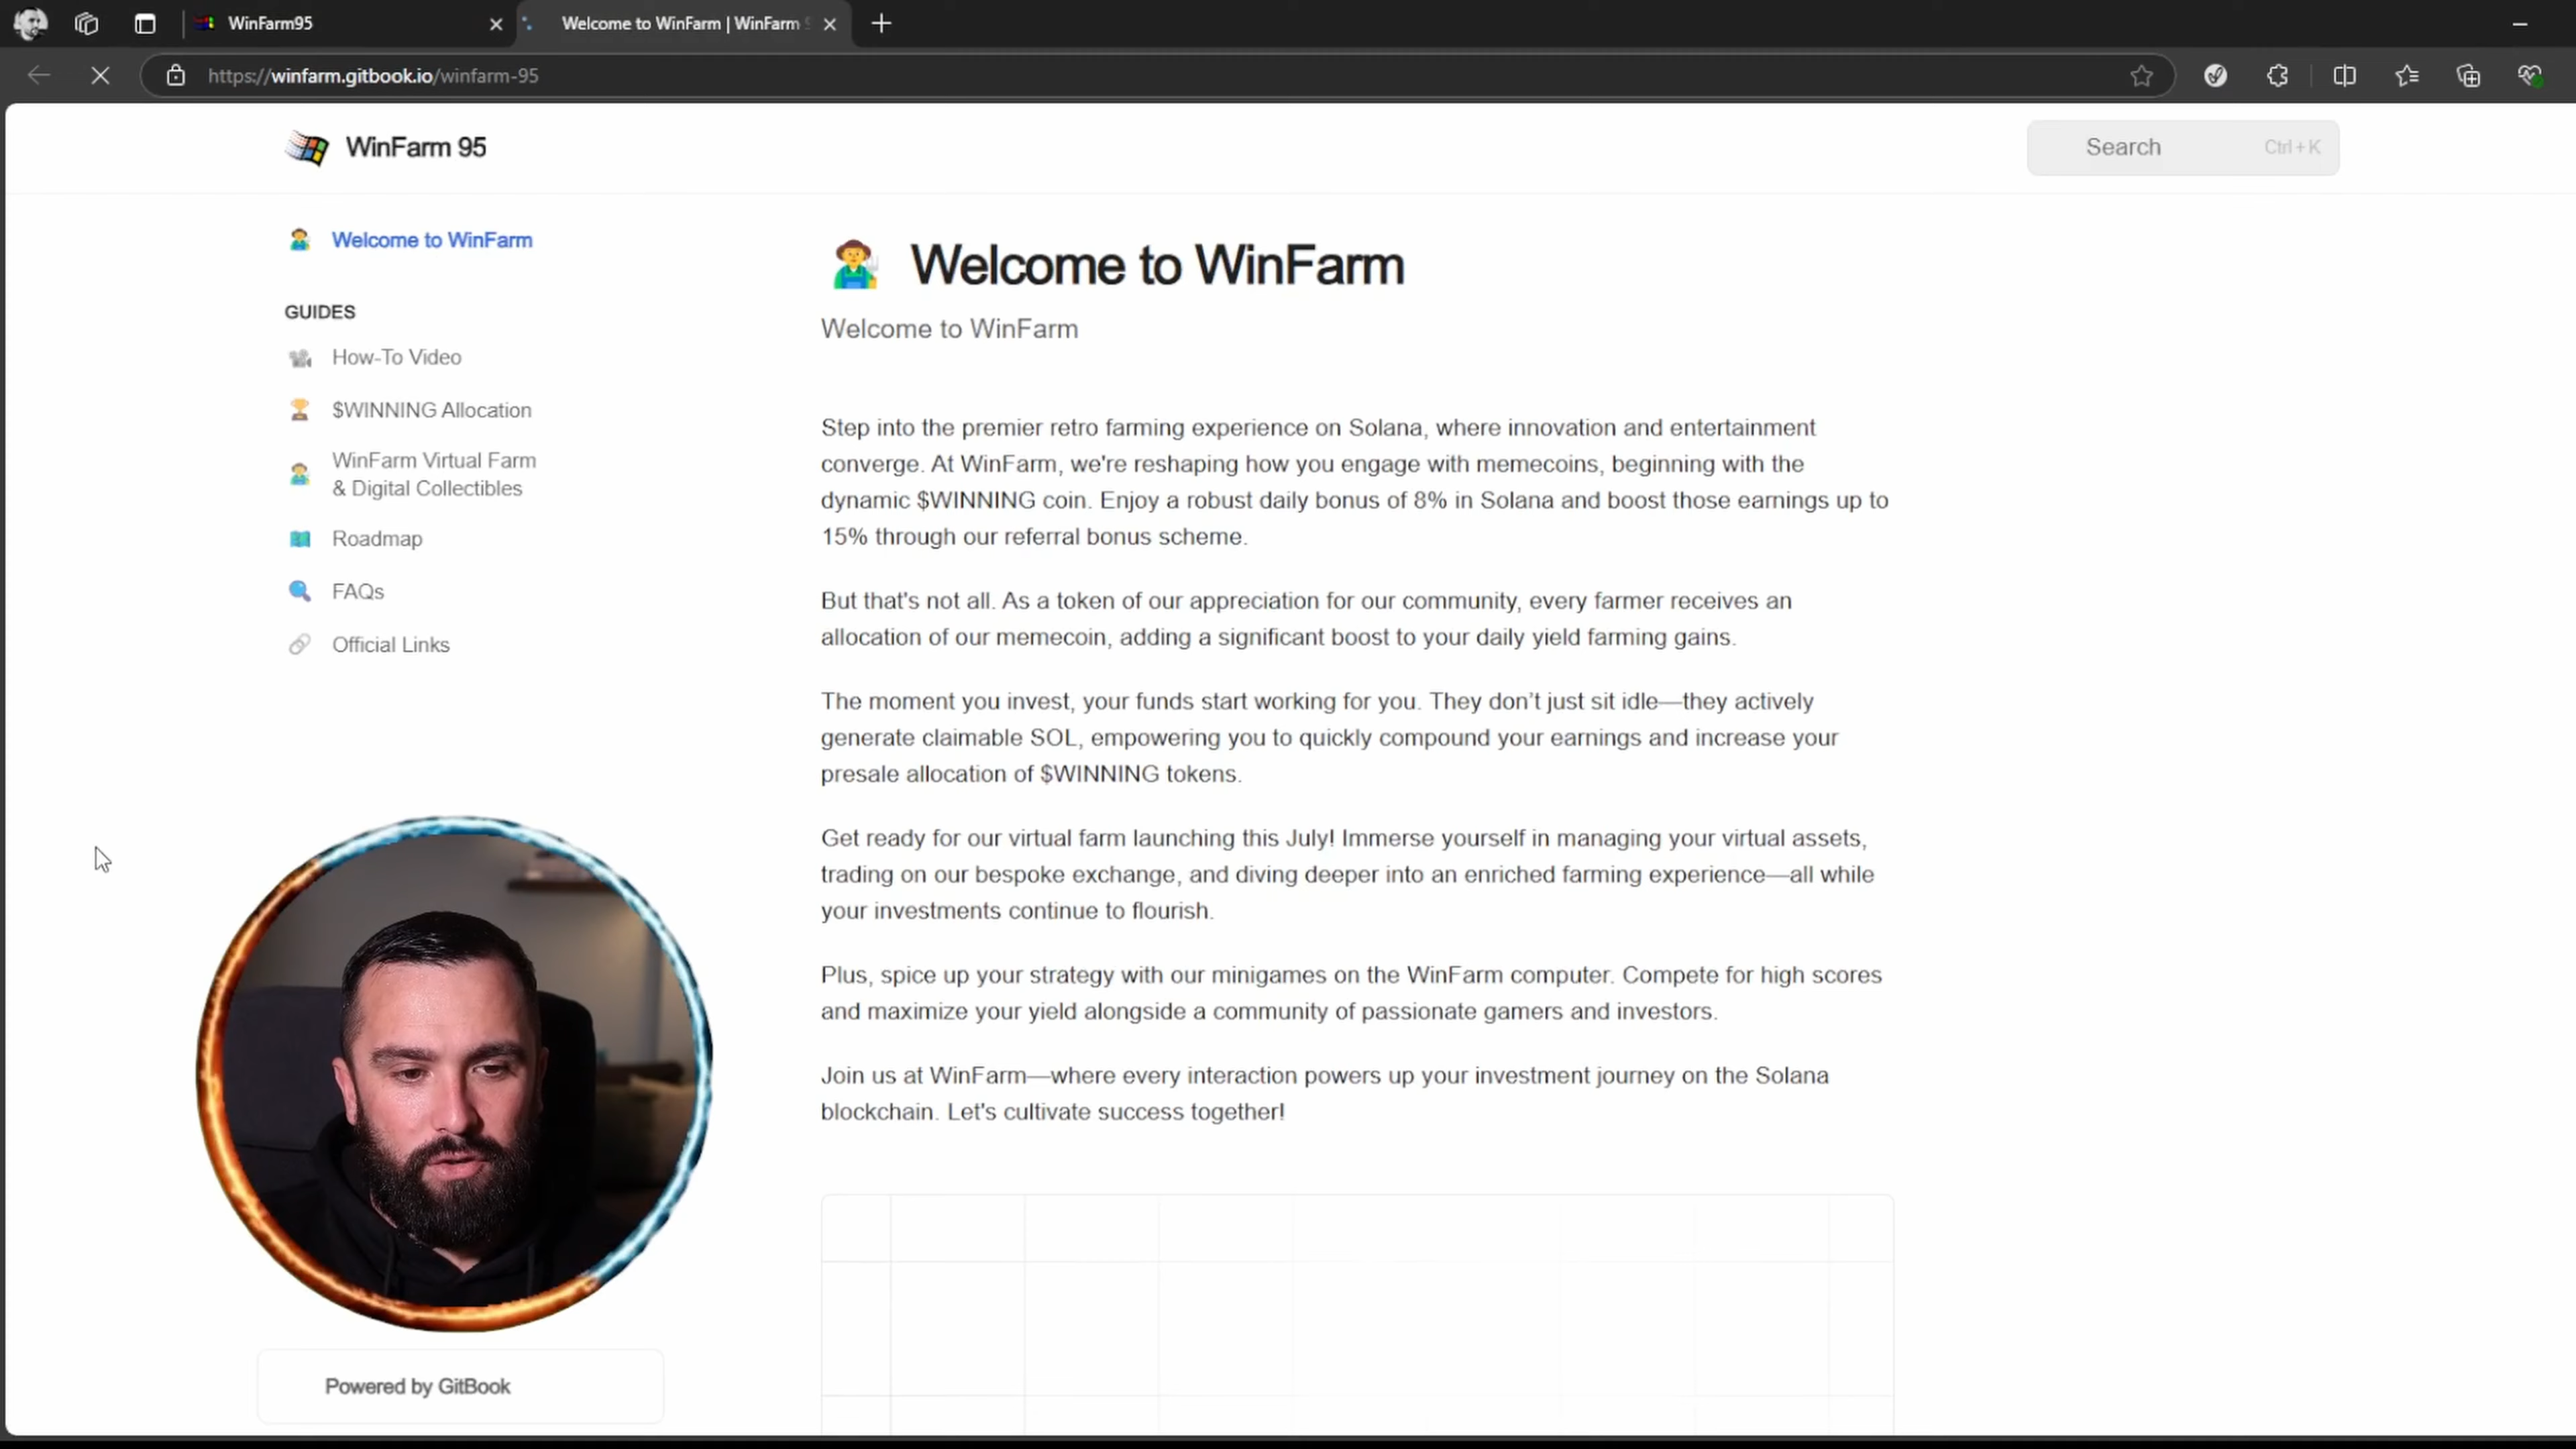 WinFarm95
Welcome to WinFarm | WinFarm
https://winfarm.gitbook.io/winfarm-95
WinFarm 95
Search
Ctrl + K
Welcome to WinFarm
GUIDES
How-To Video
$WINNING Allocation
WinFarm Virtual Farm
& Digital Collectibles
Roadmap
FAQs
Official Links
Powered by GitBook
Welcome to WinFarm
Welcome to WinFarm
Step into the premier retro farming experience on Solana, where innovation and entertainment
converge. At WinFarm, we're reshaping how you engage with memecoins, beginning with the
dynamic $WINNING coin. Enjoy a robust daily bonus of 8% in Solana and boost those earnings up to
15% through our referral bonus scheme.
But that's not all. As a token of our appreciation for our community, every farmer receives an
allocation of our memecoin, adding a significant boost to your daily yield farming gains.
The moment you invest, your funds start working for you. They don’t just sit idle—they actively
generate claimable SOL, empowering you to quickly compound your earnings and increase your
presale allocation of $WINNING tokens.
Get ready for our virtual farm launching this July! Immerse yourself in managing your virtual assets,
trading on our bespoke exchange, and diving deeper into an enriched farming experience—all while
your investments continue to flourish.
Plus, spice up your strategy with our minigames on the WinFarm computer. Compete for high scores
and maximize your yield alongside a community of passionate gamers and investors.
Join us at WinFarm—where every interaction powers up your investment journey on the Solana
blockchain. Let's cultivate success together!